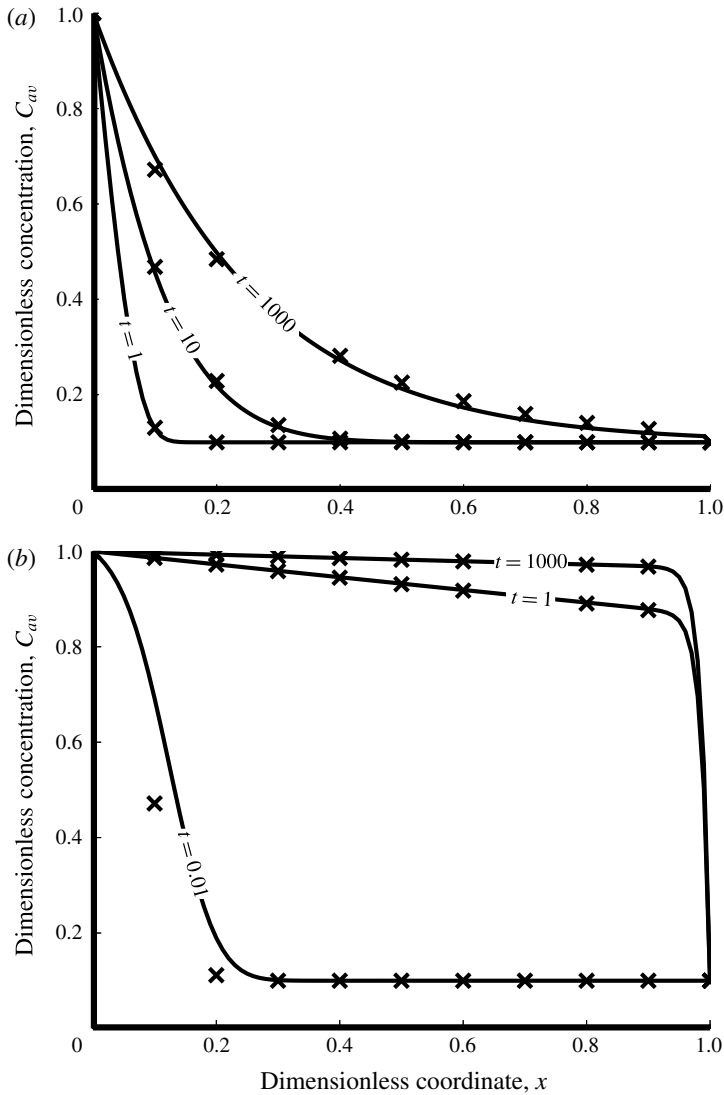 (a)
Dimensionless concentration, Cav
1.0
0.8
0.6
0.4
0.2
0
0.2
0.4
0.6
0.8
1.0
t = 1
t = 10
t = 1000
(b)
Dimensionless concentration, Cav
1.0
0.8
0.6
0.4
0.2
0
0.2
0.4
0.6
0.8
1.0
t = 1000
t = 1
t = 0.01
Dimensionless coordinate, x